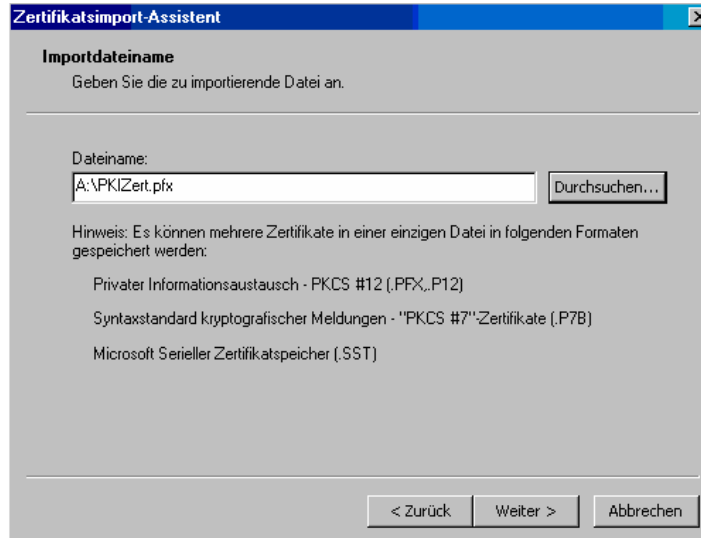 Zertifikatsimport-Assistent
Importdateiname
Geben Sie die zu importierende Datei an.
Dateiname:
A:\PKIZert.pfx
Durchsuchen...
Hinweis: Es können mehrere Zertifikate in einer einzigen Datei in folgenden Formaten
gespeichert werden:
Privater Informationsaustausch - PKCS #12 (.PFX,.P12)
Syntaxstandard kryptografischer Meldungen - "PKCS #7"-Zertifikate (.P7B)
Microsoft Serieller Zertifikatspeicher (.SST)
< Zurück
Weiter >
Abbrechen